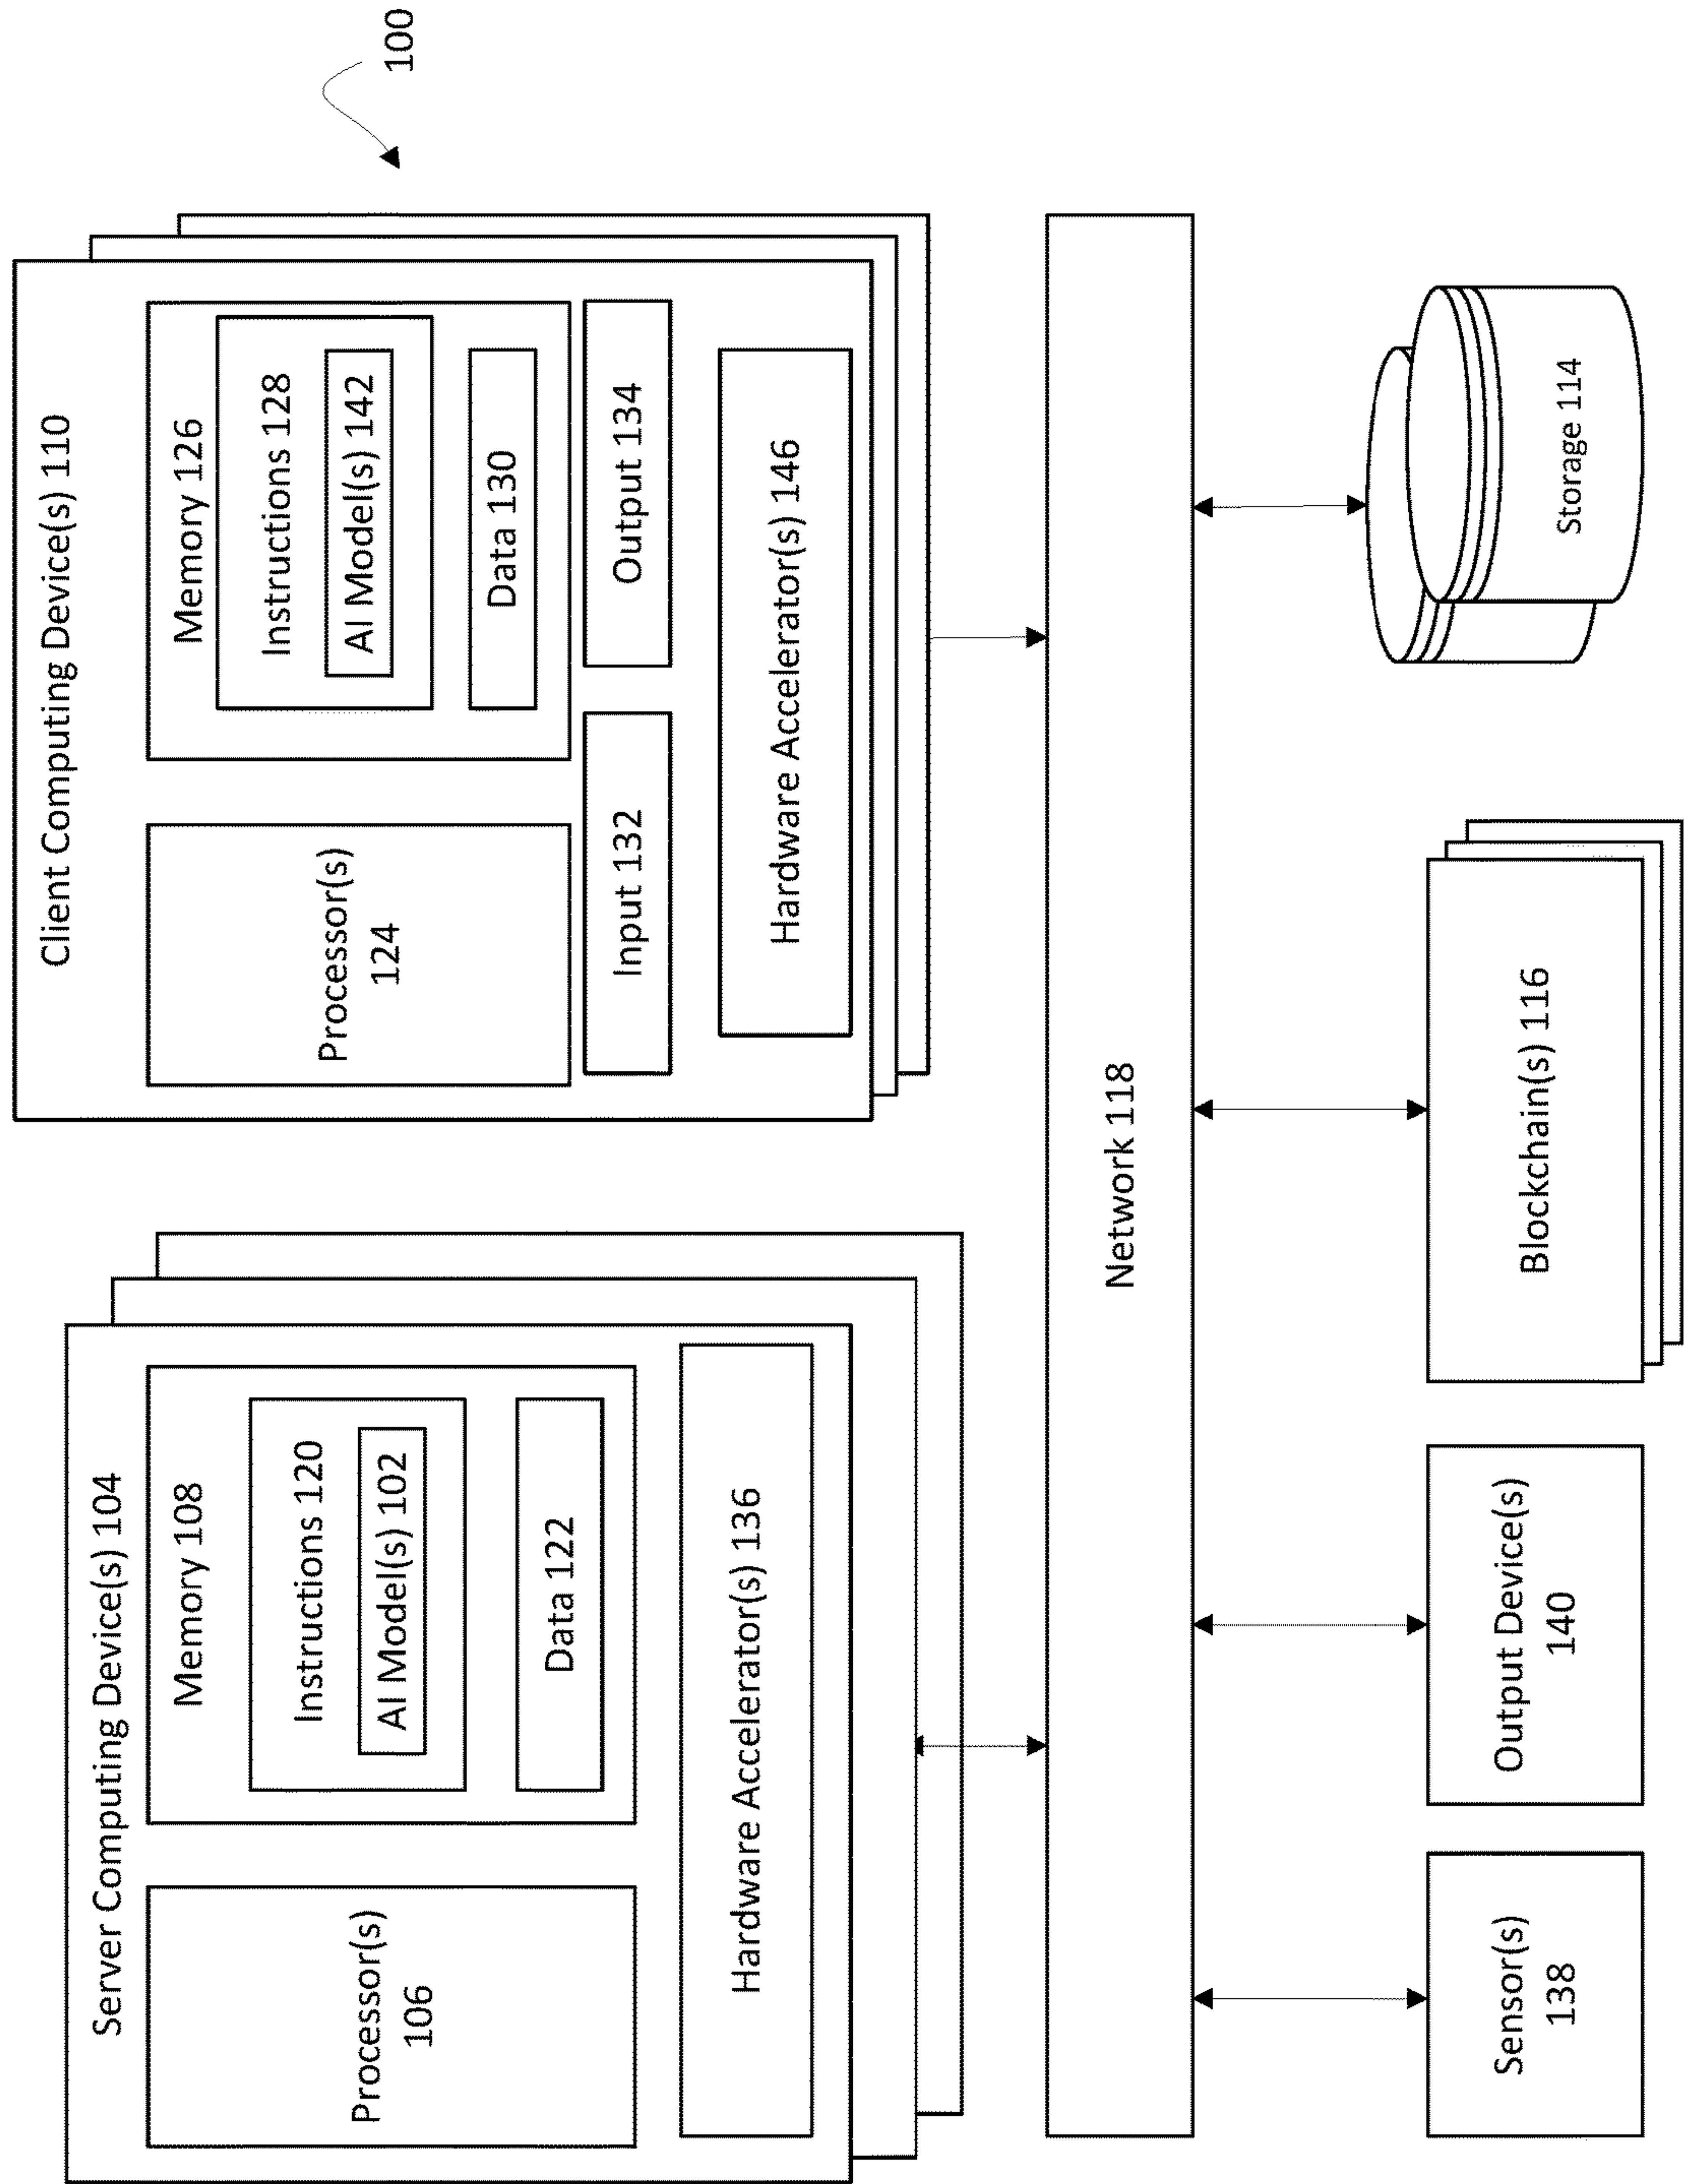 100
Server Computing Device(s) 104
Processor(s)
106
Memory 108
Instructions 120
AI Model(s) 102
Data 122
Hardware Accelerator(s) 136
Client Computing Device(s) 110
Processor(s)
124
Memory 126
Instructions 128
AI Model(s) 142
Data 130
Input 132
Output 134
Hardware Accelerator(s) 146
Network 118
Sensor(s)
138
Output Device(s)
140
Blockchain(s) 116
Storage 114